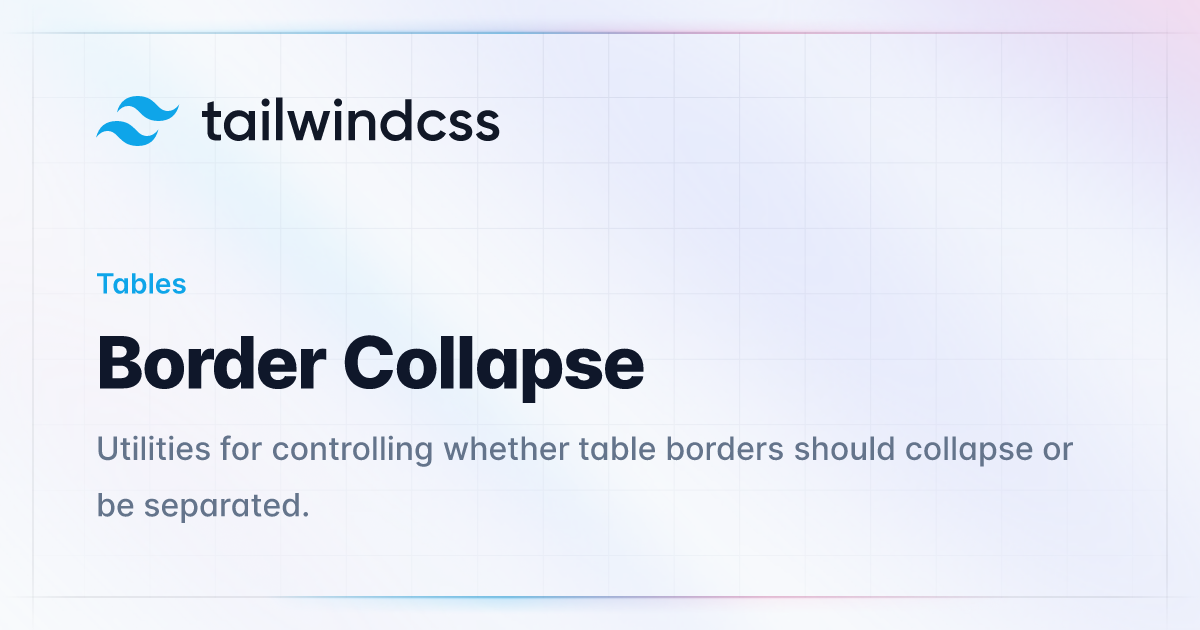 tailwindcss
Tables
Border Collapse
Utilities for controlling whether table borders should collapse or
be separated.